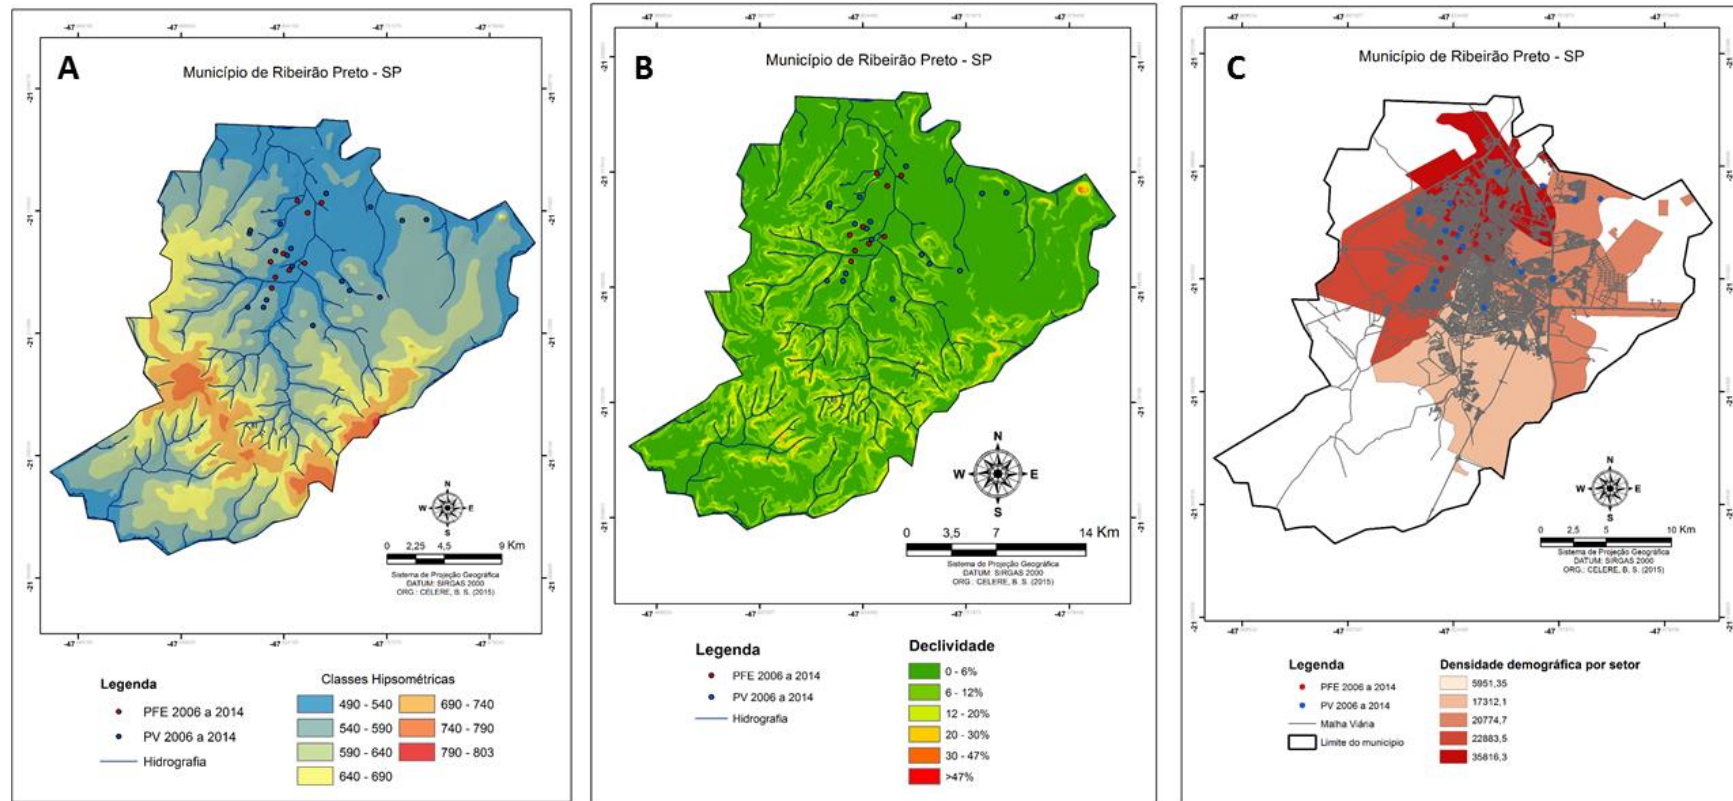 A
Município de Ribeirão Preto - SP
N
W
E
S
0 2,25 4,5 9 Km
Sistema de Projeção Geográfica
DATUM: SIRGAS 2000
ORG.: CELERE, B. S. (2015)
Legenda
PFE 2006 a 2014
PV 2006 a 2014
Hidrografia
Classes Hipsométricas
490 - 540
540 - 590
590 - 640
640 - 690
690 - 740
740 - 790
790 - 803
B
Município de Ribeirão Preto - SP
N
W
E
S
0 3,5 7 14 Km
Sistema de Projeção Geográfica
DATUM: SIRGAS 2000
ORG.: CELERE, B. S. (2015)
Legenda
PFE 2006 a 2014
PV 2006 a 2014
Hidrografia
Declividade
0 - 6%
6 - 12%
12 - 20%
20 - 30%
30 - 47%
>47%
C
Município de Ribeirão Preto - SP
N
W
E
S
0 2,5 5 10 Km
Sistema de Projeção Geográfica
DATUM: SIRGAS 2000
ORG.: CELERE, B. S. (2015)
Legenda
PFE 2006 a 2014
PV 2006 a 2014
Malha Viária
Limite do municipio
Densidade demográfica por setor
5951,35
17312,1
20774,7
22883,5
35816,3